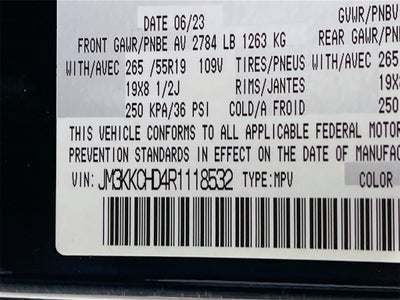 DATE 06/23 GVWR/PNBV
FRONT GAWR/PNBE AV 2784 LB 1263 KG REAR GAWR/P
WITH/AVEC 265 /55R19 109V TIRES/PNEUS WITH/AVEC 265
19X8 1/2J RIMS/JANTES 19X8
250 KPA/36 PSI COLD/A FROID 250
THIS VEHICLE CONFORMS TO ALL APPLICABLE FEDERAL MOTOR
PREVENTION STANDARDS IN EFFECT ON THE DATE OF MANUFAC
VIN: JM3KKCHD4R1118532 TYPE: MPV COLOR